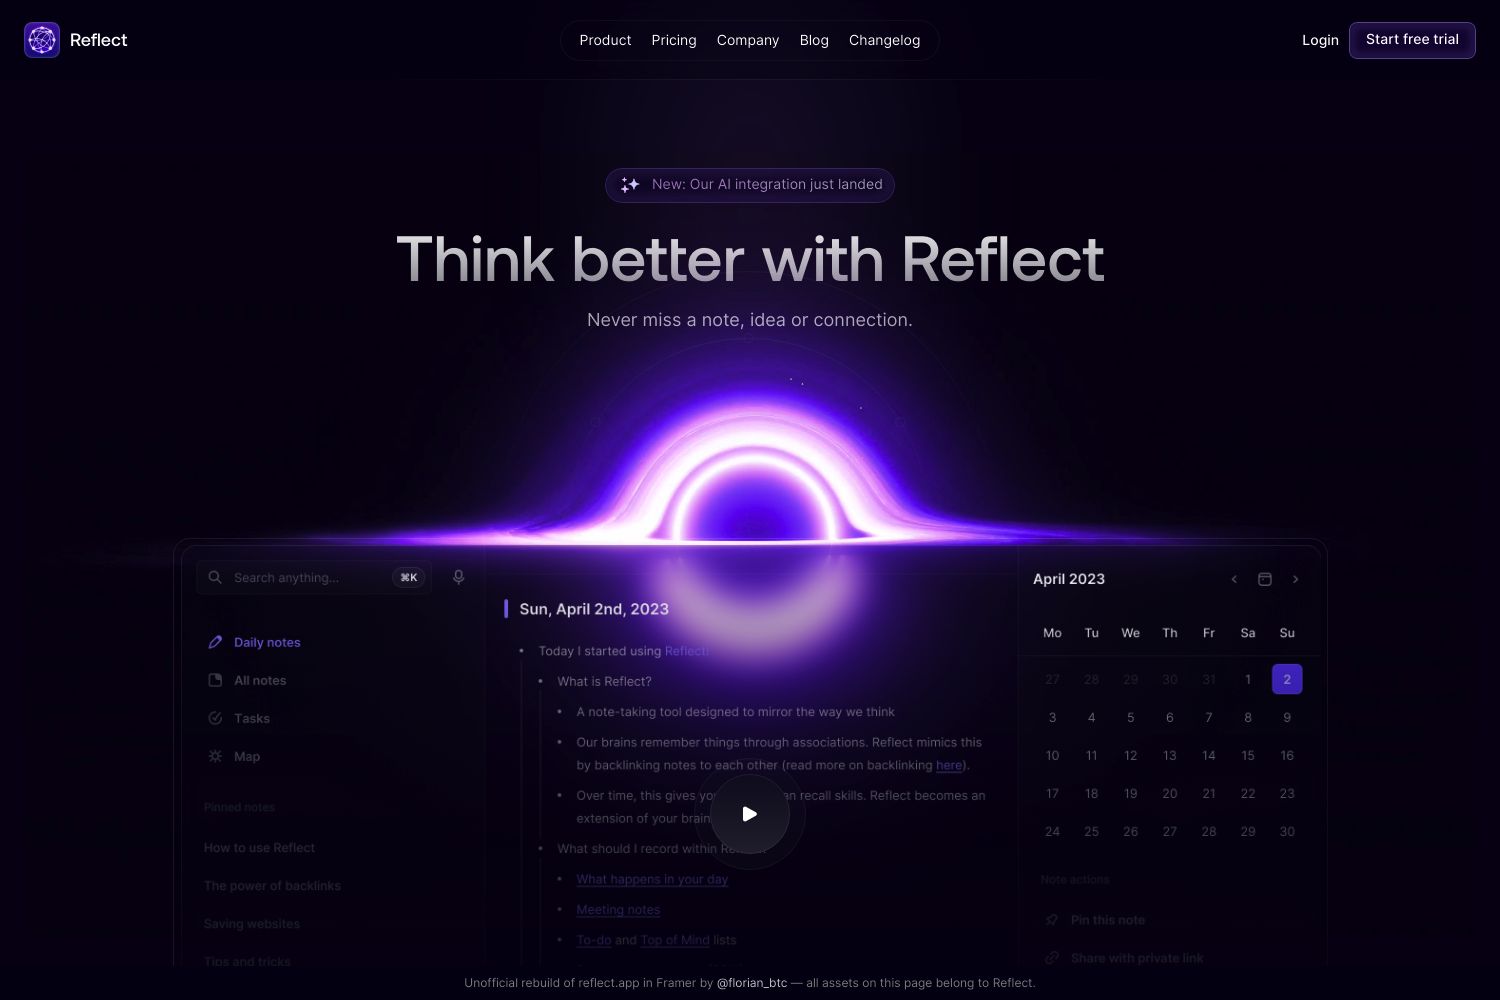 Reflect
Product Pricing Company Blog Changelog
Login
Start free trial
New: Our AI integration just landed
Think better with Reflect
Never miss a note, idea or connection.
Search anything...
⌘K
Daily notes
All notes
Tasks
Map
Pinned notes
How to use Reflect
The power of backlinks
Saving websites
Tips and tricks
Sun, April 2nd, 2023
• Today I started using Reflect!
• What is Reflect?
• A note-taking tool designed to mirror the way we think
• Our brains remember things through associations. Reflect mimics this
by backlinking notes to each other (read more on backlinking here).
• Over time, this gives recall skills. Reflect becomes an
extension of your brain
• What should I record within
• What happens in your day
• Meeting notes
• To-do and Top of Mind lists
April 2023
Mo Tu We Th Fr Sa Su
27 28 29 30 31 1 2
3 4 5 6 7 8 9
10 11 12 13 14 15 16
17 18 19 20 21 22 23
24 25 26 27 28 29 30
Note actions
Pin this note
Share with private link
Unofficial rebuild of reflect.app in Framer by @florian_btc — all assets on this page belong to Reflect.